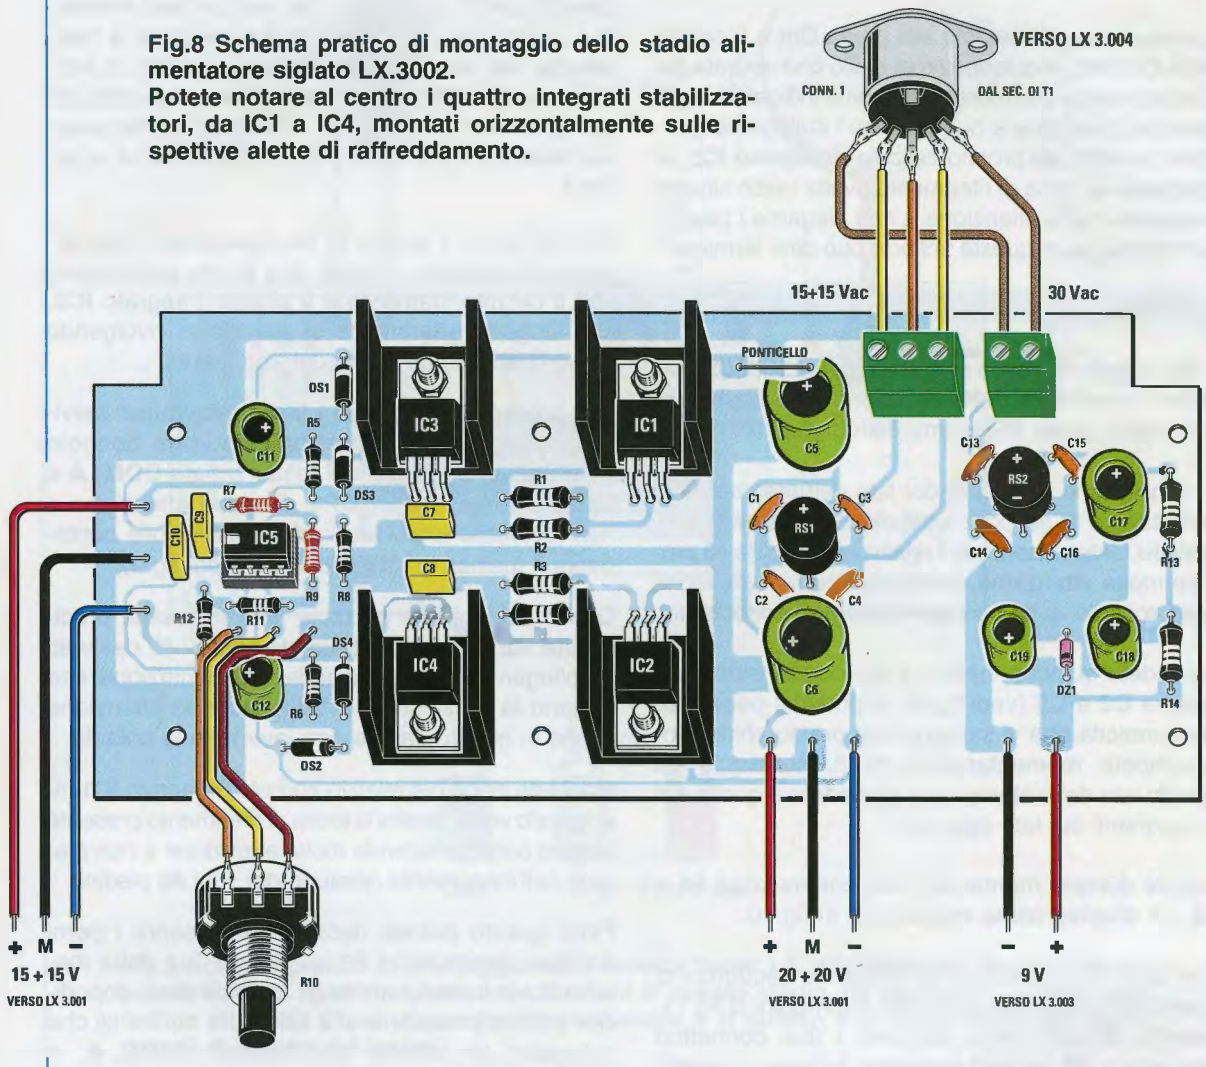 Fig.8 Schema pratico di montaggio dello stadio ali-
mentatore siglato LX.3002.
Potete notare al centro i quattro integrati stabilizza-
tori, da IC1 a IC4, montati orizzontalmente sulle ri-
spettive alette di raffreddamento.
VERSO LX 3.004
CONN. 1
DAL SEC. DI T1
15+15 Vac
30 Vac
PONTICELLO
DS1
IC3
IC1
C5
C11
R5
DS3
R7
C9
C10
IC5
R9
R8
C7
C8
R1
R2
R3
C1
C3
RS1
C2
C4
C13
C15
RS2
C14
C16
C17
R13
R12
R11
DS4
IC4
IC2
C6
C19
DZ1
C18
R14
C12
R6
DS2
R10
+ M −
15 + 15 V
VERSO LX 3.001
+ M −
20 + 20 V
VERSO LX 3.001
− +
9 V
VERSO LX 3.003